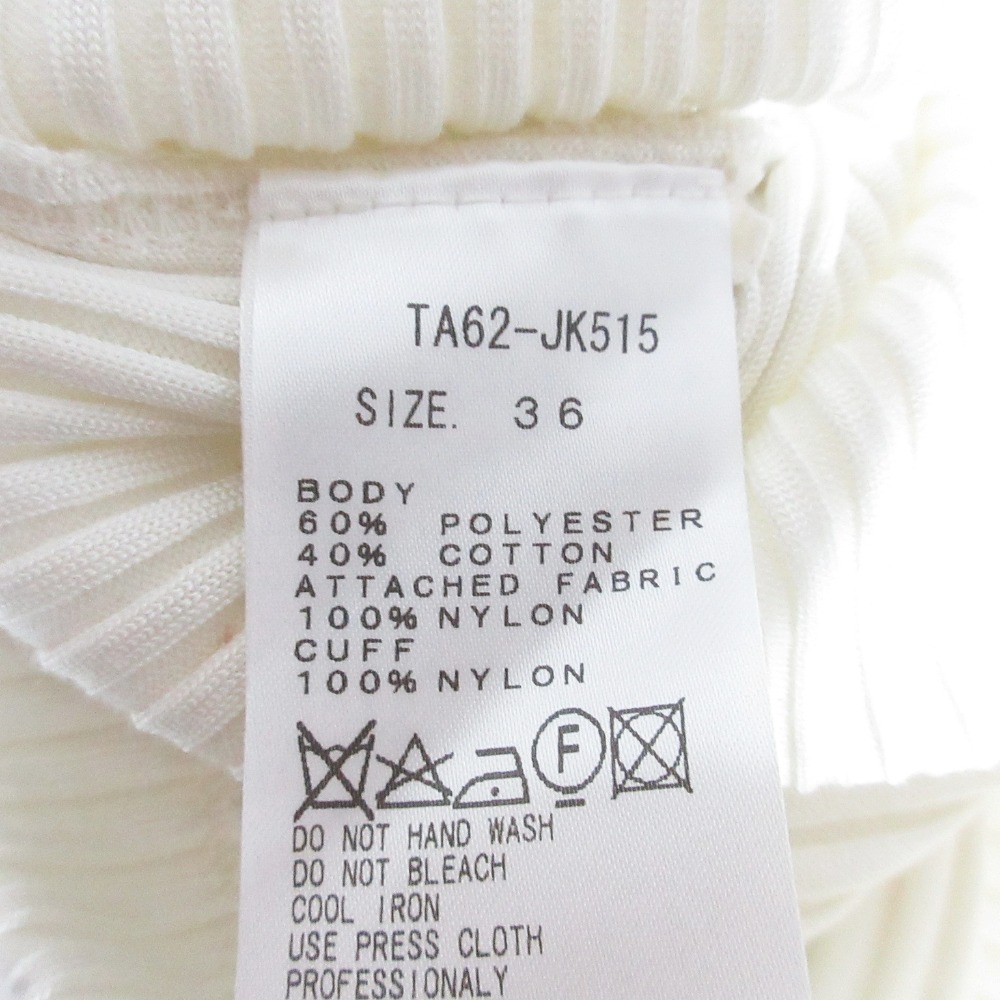 TA62-JK515
SIZE. 36
BODY
60% POLYESTER
40% COTTON
ATTACHED FABRIC
100% NYLON
CUFF
100% NYLON
F
DO NOT HAND WASH
DO NOT BLEACH
COOL IRON
USE PRESS CLOTH
PROFESSIONALY